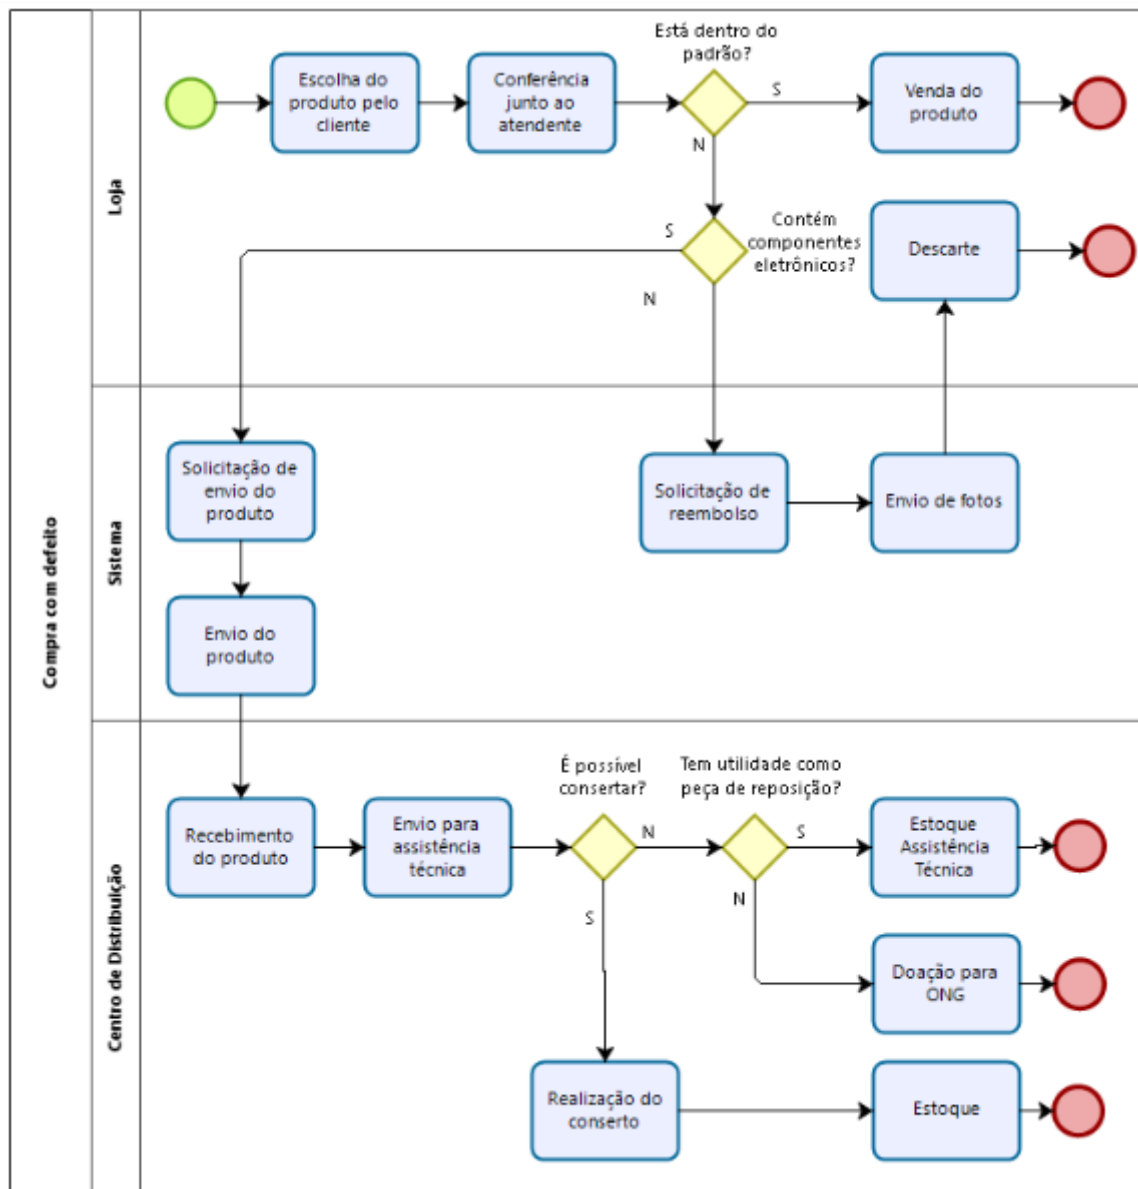 Compra com defeito
Loja
Escolha do
produto pelo
cliente
Conferência
junto ao
atendente
Está dentro do
padrão?
S
N
Venda do
produto
Contém
componentes
eletrônicos?
S
N
Descarte
Sistema
Solicitação de
envio do
produto
Solicitação de
reembolso
Envio de fotos
Envio do
produto
Centro de Distribuição
Recebimento
do produto
Envio para
assistência
técnica
É possível
consertar?
N
S
Tem utilidade como
peça de reposição?
S
N
Estoque
Assistência
Técnica
Doação para
ONG
Realização do
conserto
Estoque